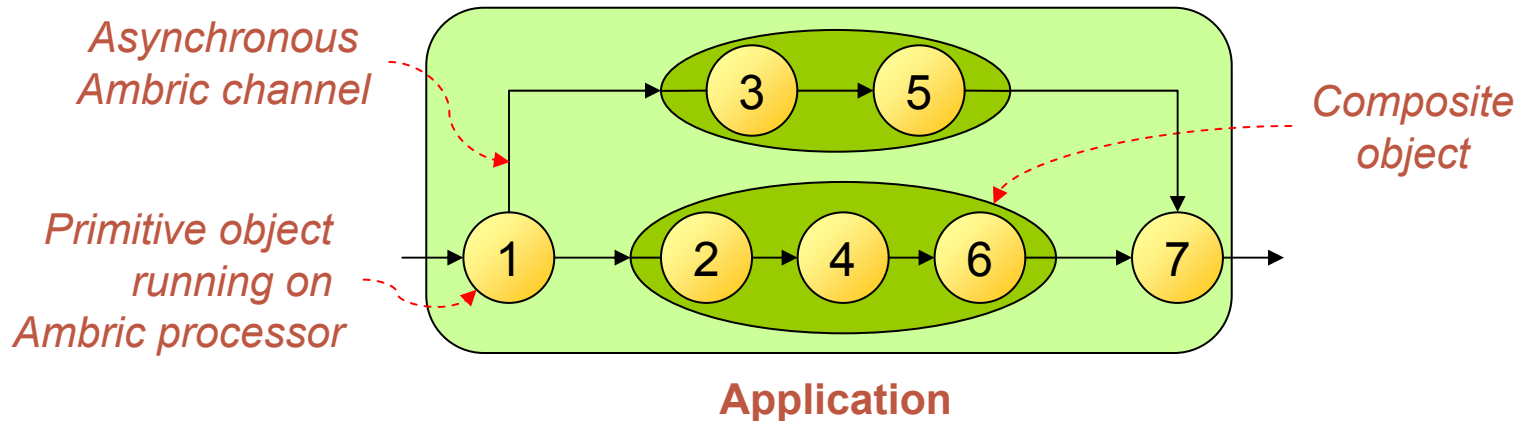 Asynchronous
Ambric channel
3
5
Composite
object
Primitive object
running on
Ambric processor
1
2
4
6
7
Application